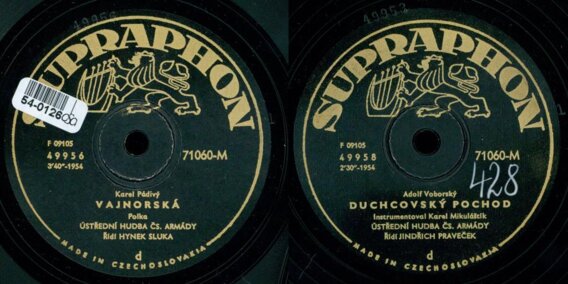 49956
SUPRAPHON
54-0126
F 09105
49956
3'40"-1954
71060-M
Karel Pádivý
VAJNORSKÁ
Polka
ÚSTŘEDNÍ HUDBA ČS. ARMÁDY
Řídí HYNEK SLUKA
d
MADE IN CZECHOSLOVAKIA
SUPRAPHON
F 09105
49958
2'30"-1954
71060-M
428
Adolf Voborský
DUCHCOVSKÝ POCHOD
Instrumentoval Karel Mikuláštík
ÚSTŘEDNÍ HUDBA ČS. ARMÁDY
Řídí JINDŘICH PRAVEČEK
d
MADE IN CZECHOSLOVAKIA